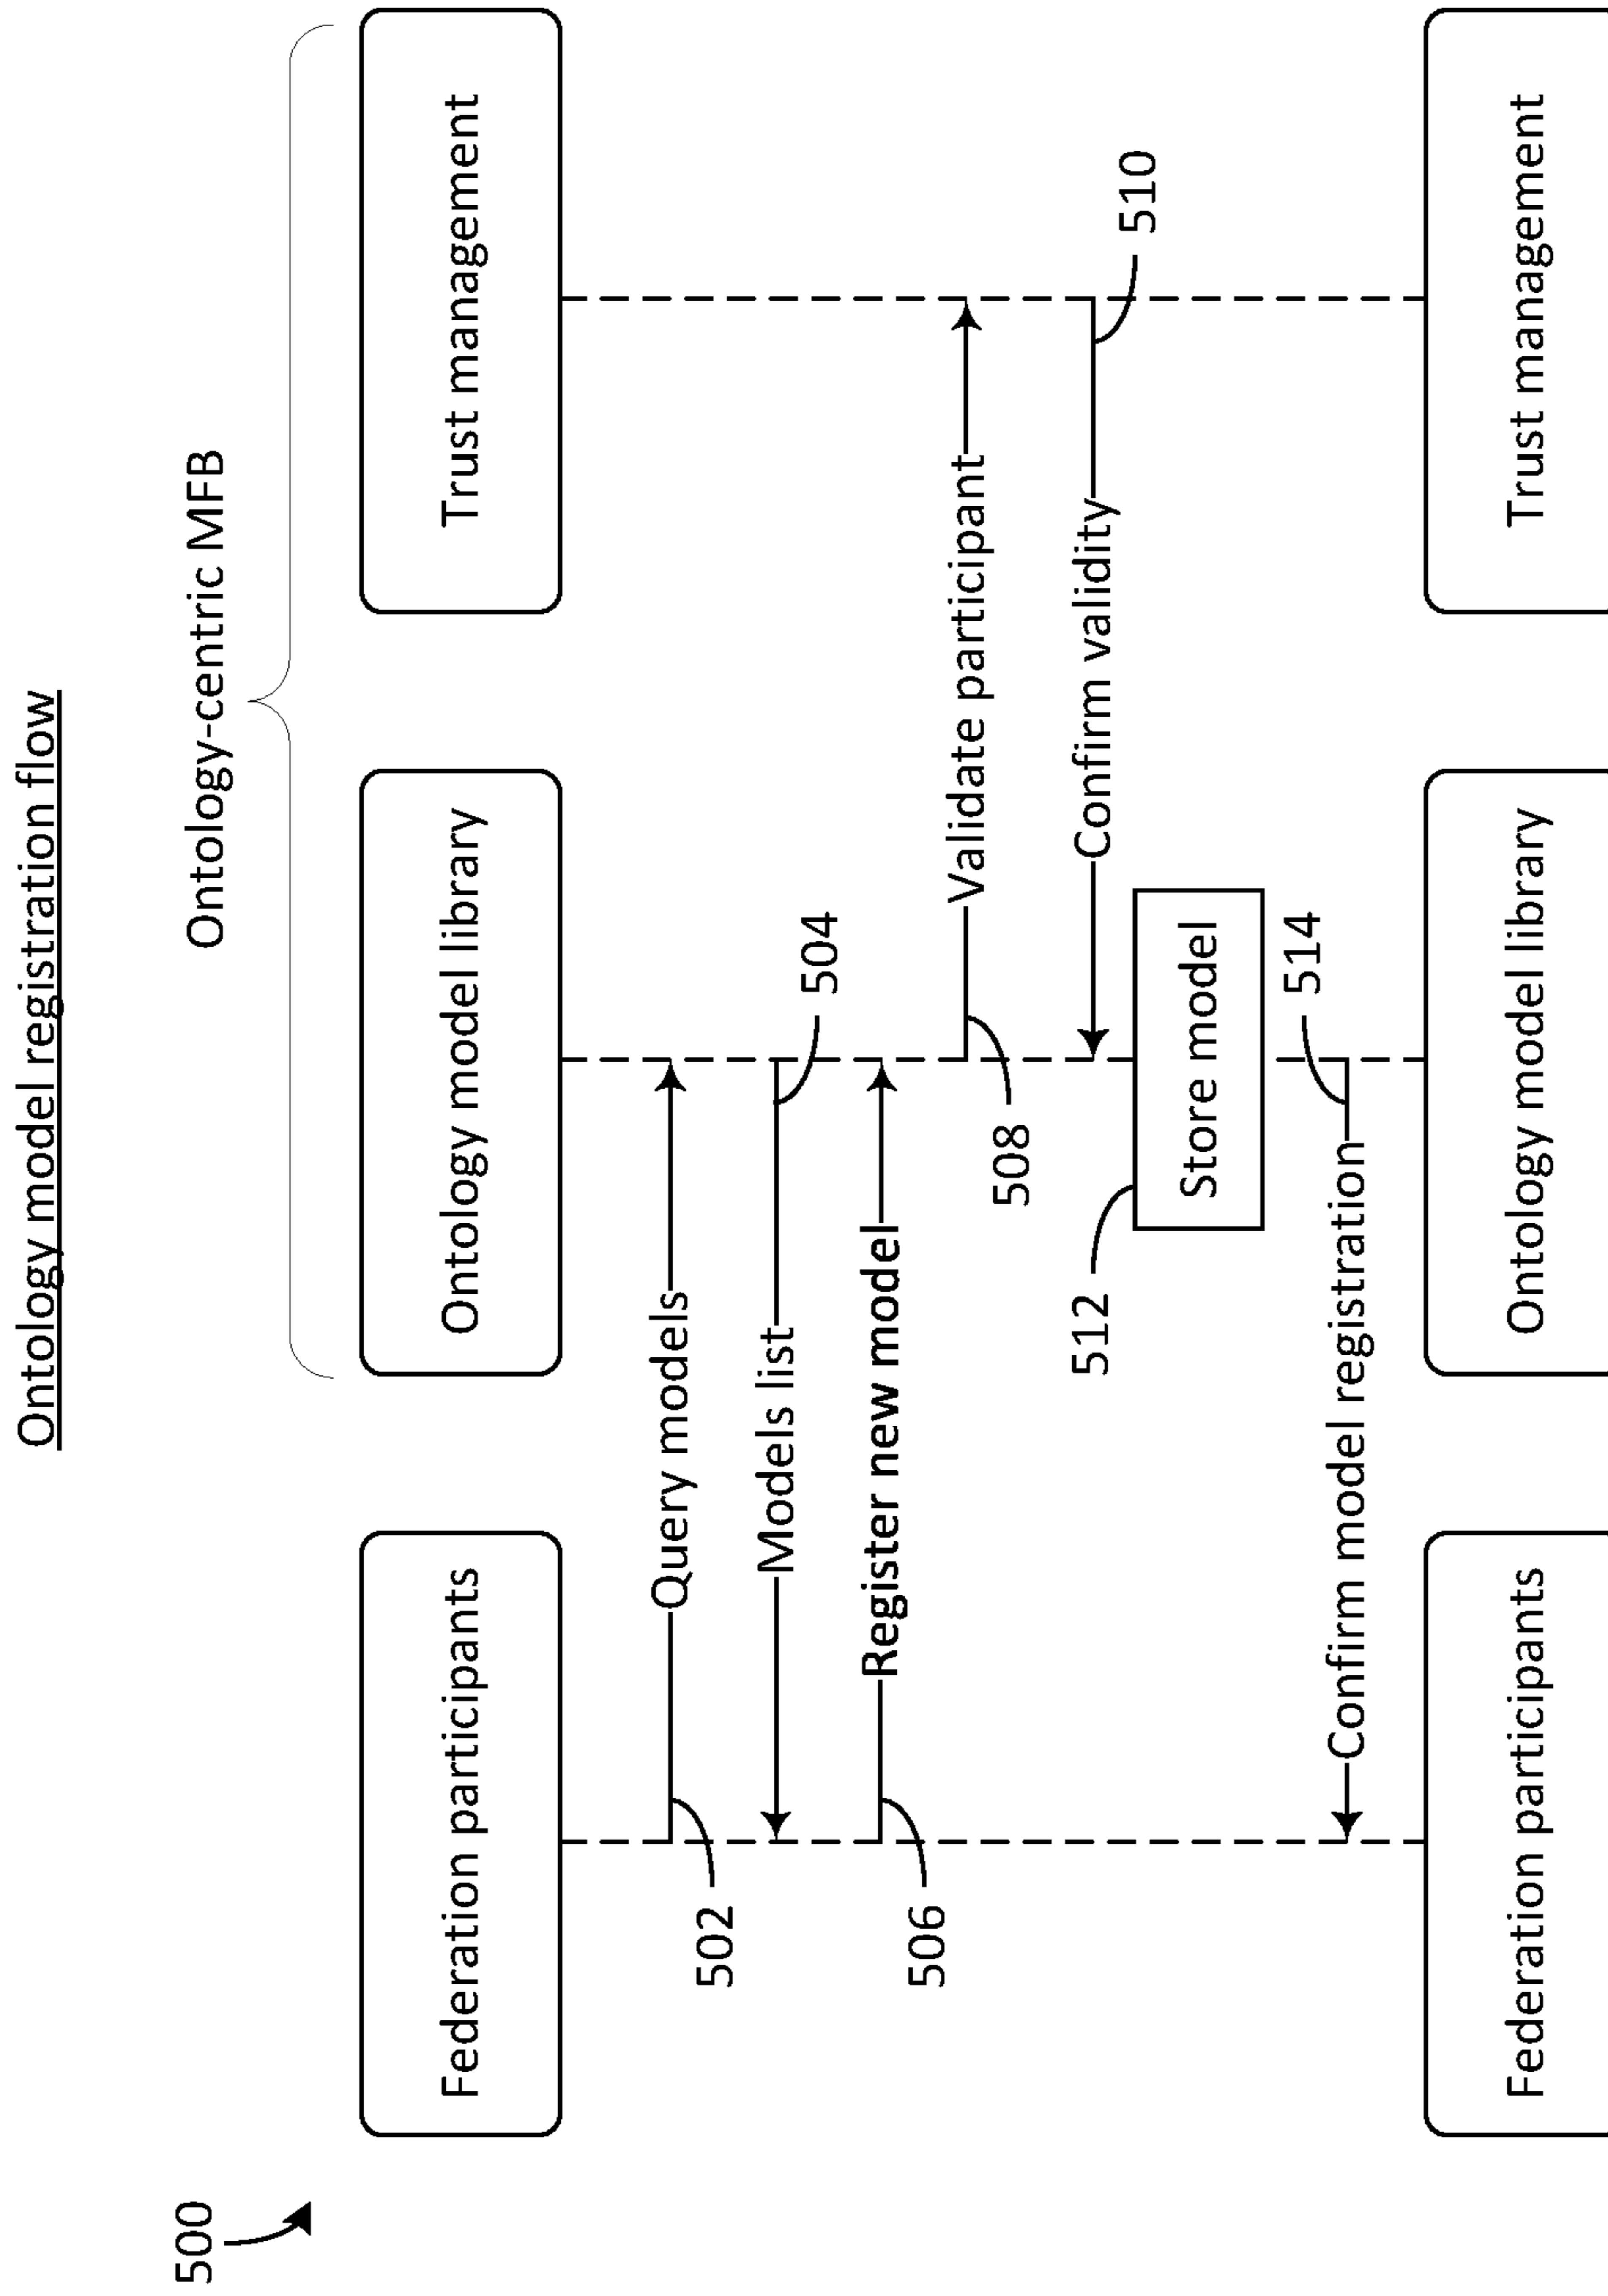 Ontology model registration flow
500
Ontology-centric MFB
Federation participants
Ontology model library
Trust management
Query models
502
Models list
504
Register new model
506
Validate participant
508
Confirm validity
510
512
Store model
514
Confirm model registration
Federation participants
Ontology model library
Trust management